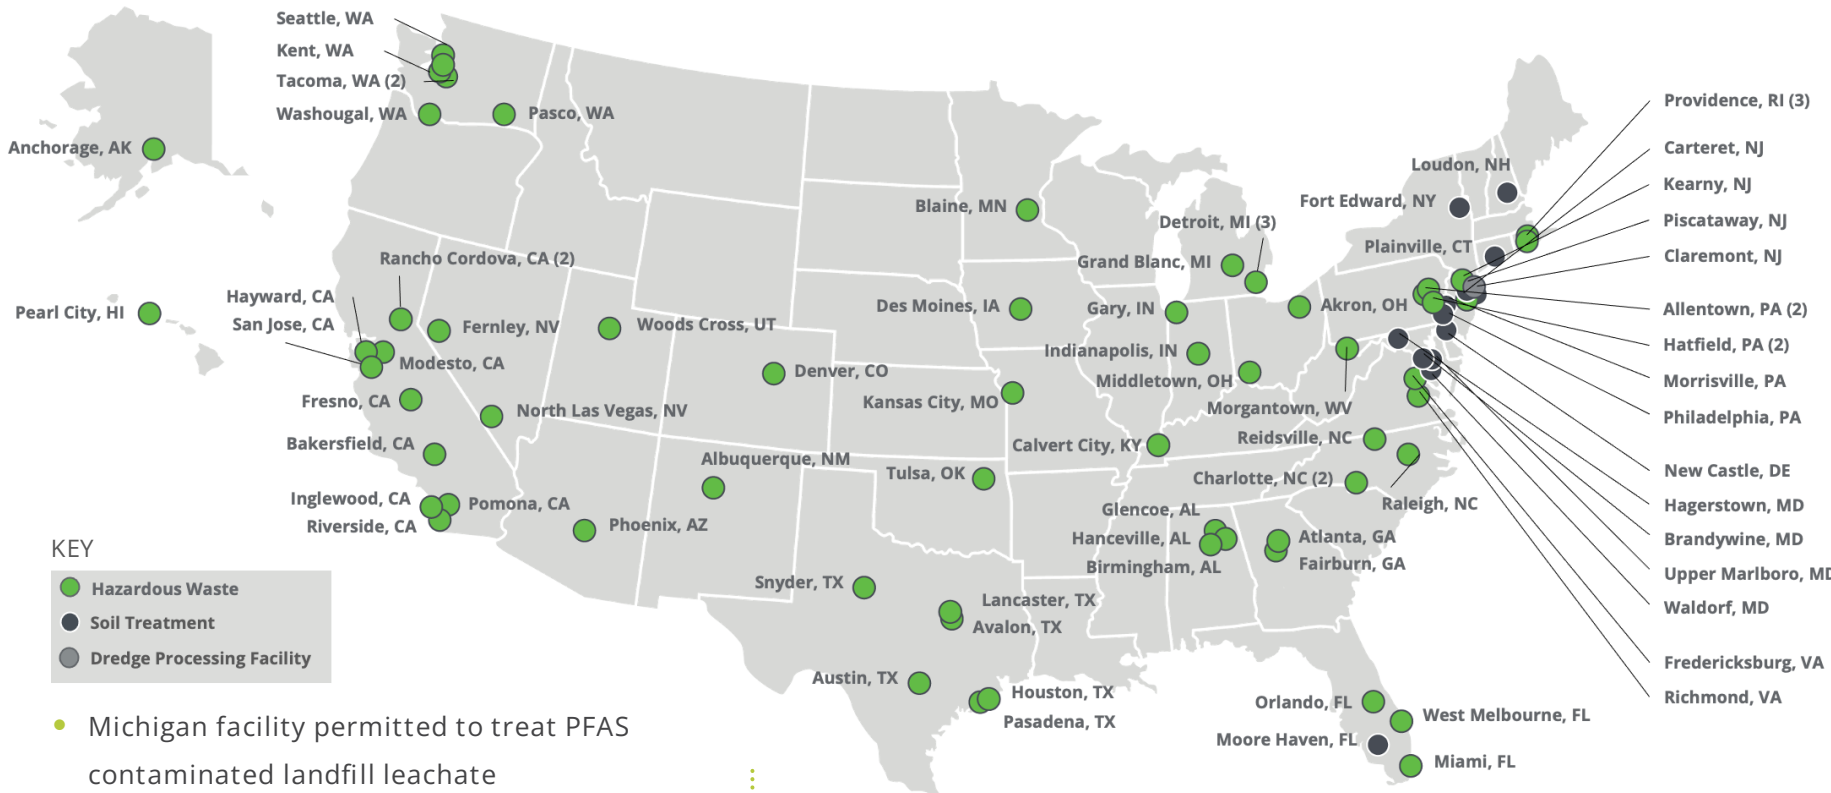 Seattle, WA
Kent, WA
Tacoma, WA (2)
Washougal, WA
Pasco, WA
Anchorage, AK
Pearl City, HI
Rancho Cordova, CA (2)
Hayward, CA
San Jose, CA
Fernley, NV
Modesto, CA
Fresno, CA
North Las Vegas, NV
Bakersfield, CA
Inglewood, CA
Pomona, CA
Riverside, CA
Woods Cross, UT
Denver, CO
Albuquerque, NM
Phoenix, AZ
Blaine, MN
Des Moines, IA
Kansas City, MO
Tulsa, OK
Snyder, TX
Lancaster, TX
Avalon, TX
Austin, TX
Houston, TX
Pasadena, TX
Detroit, MI (3)
Grand Blanc, MI
Gary, IN
Akron, OH
Indianapolis, IN
Middletown, OH
Morgantown, WV
Calvert City, KY
Reidsville, NC
Charlotte, NC (2)
Raleigh, NC
Glencoe, AL
Hanceville, AL
Birmingham, AL
Atlanta, GA
Fairburn, GA
Orlando, FL
West Melbourne, FL
Moore Haven, FL
Miami, FL
Loudon, NH
Fort Edward, NY
Plainville, CT
Providence, RI (3)
Carteret, NJ
Kearny, NJ
Piscataway, NJ
Claremont, NJ
Allentown, PA (2)
Hatfield, PA (2)
Morrisville, PA
Philadelphia, PA
New Castle, DE
Hagerstown, MD
Brandywine, MD
Upper Marlboro, MD
Waldorf, MD
Fredericksburg, VA
Richmond, VA
KEY
Hazardous Waste
Soil Treatment
Dredge Processing Facility
• Michigan facility permitted to treat PFAS
contaminated landfill leachate